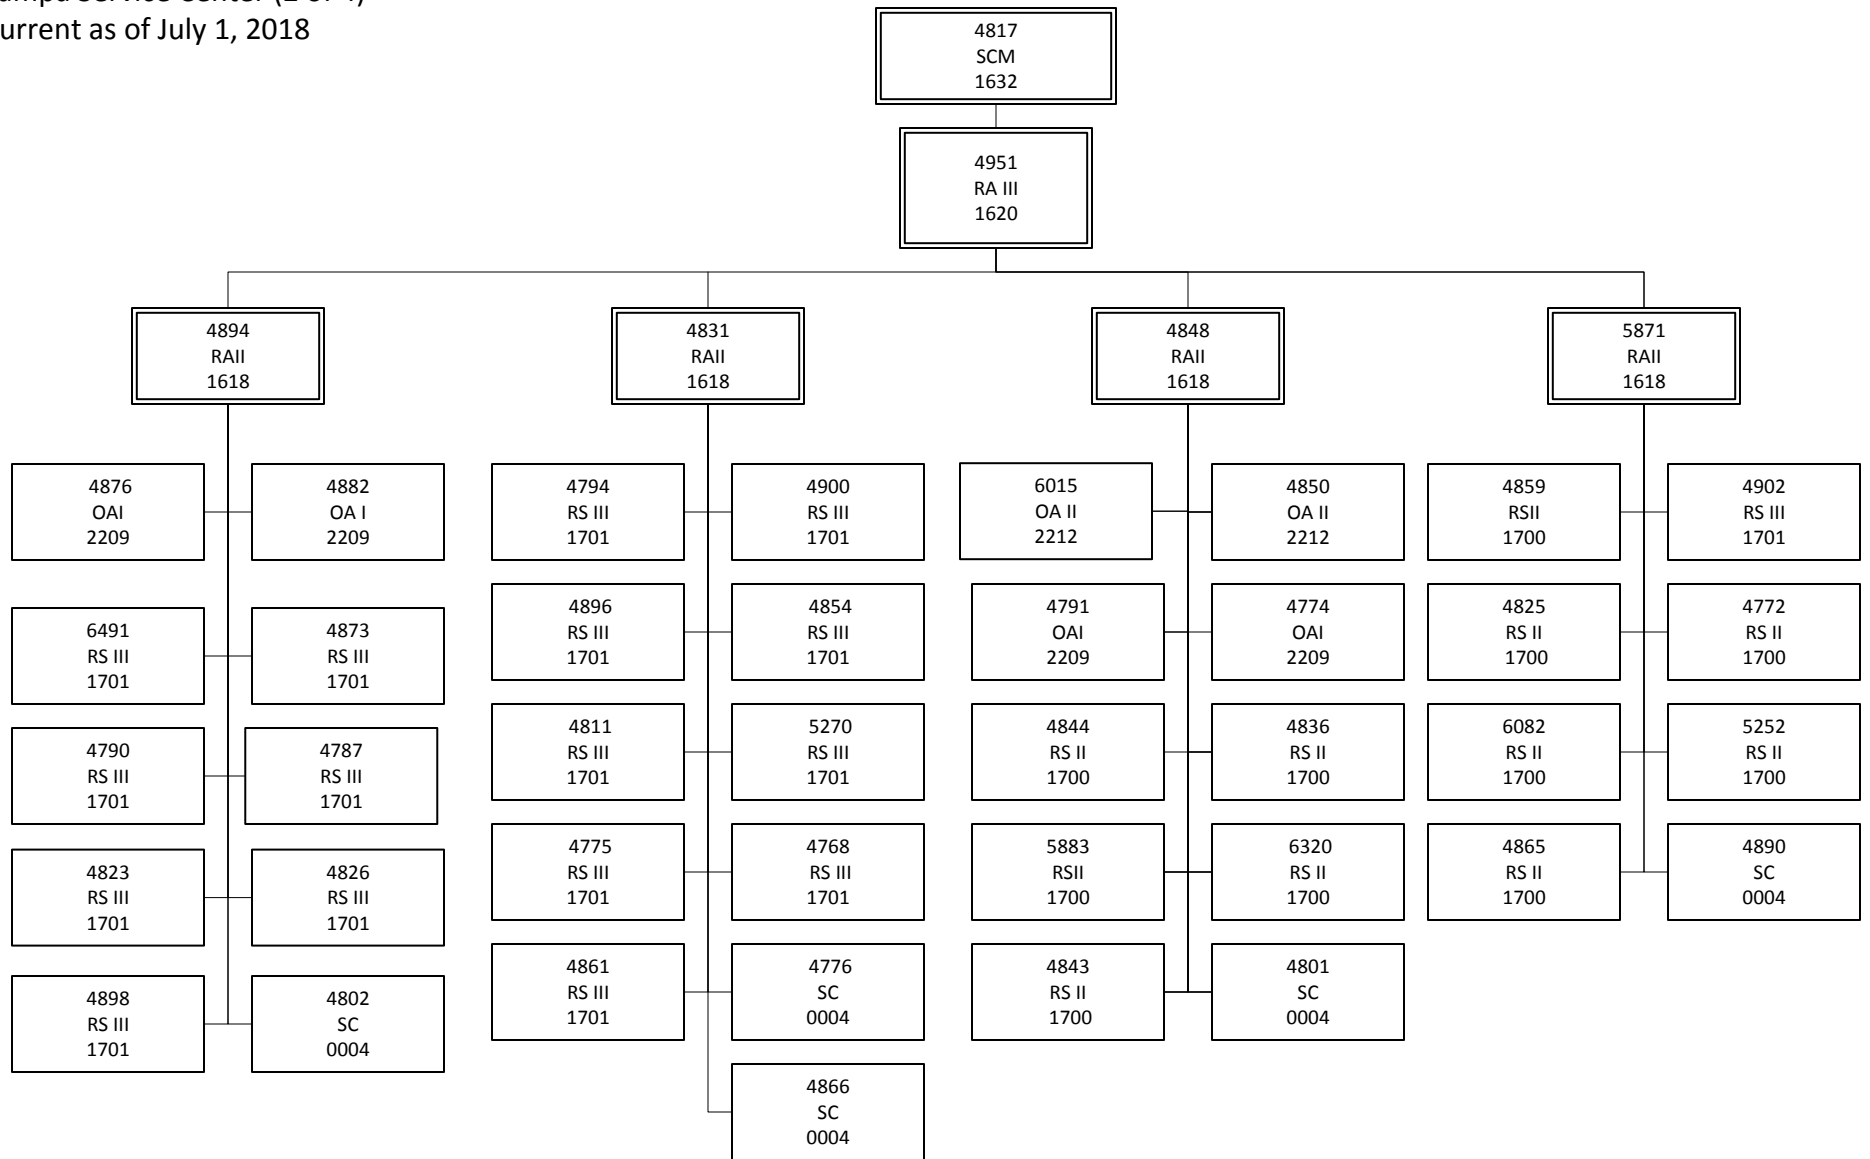 Service Center
urrent as of July 1, 2018
4817
SCM
1632
4951
RA III
1620
4894
RAII
1618
4831
RAII
1618
4848
RAII
1618
5871
RAII
1618
4876
OAI
2209
4882
OA I
2209
6491
RS III
1701
4873
RS III
1701
4790
RS III
1701
4787
RS III
1701
4823
RS III
1701
4826
RS III
1701
4898
RS III
1701
4802
SC
0004
4794
RS III
1701
4900
RS III
1701
4896
RS III
1701
4854
RS III
1701
4811
RS III
1701
5270
RS III
1701
4775
RS III
1701
4768
RS III
1701
4861
RS III
1701
4776
SC
0004
4866
SC
0004
6015
OA II
2212
4850
OA II
2212
4791
OAI
2209
4774
OAI
2209
4844
RS II
1700
4836
RS II
1700
5883
RSII
1700
6320
RS II
1700
4843
RS II
1700
4801
SC
0004
4859
RSII
1700
4902
RS III
1701
4825
RS II
1700
4772
RS II
1700
6082
RS II
1700
5252
RS II
1700
4865
RS II
1700
4890
SC
0004